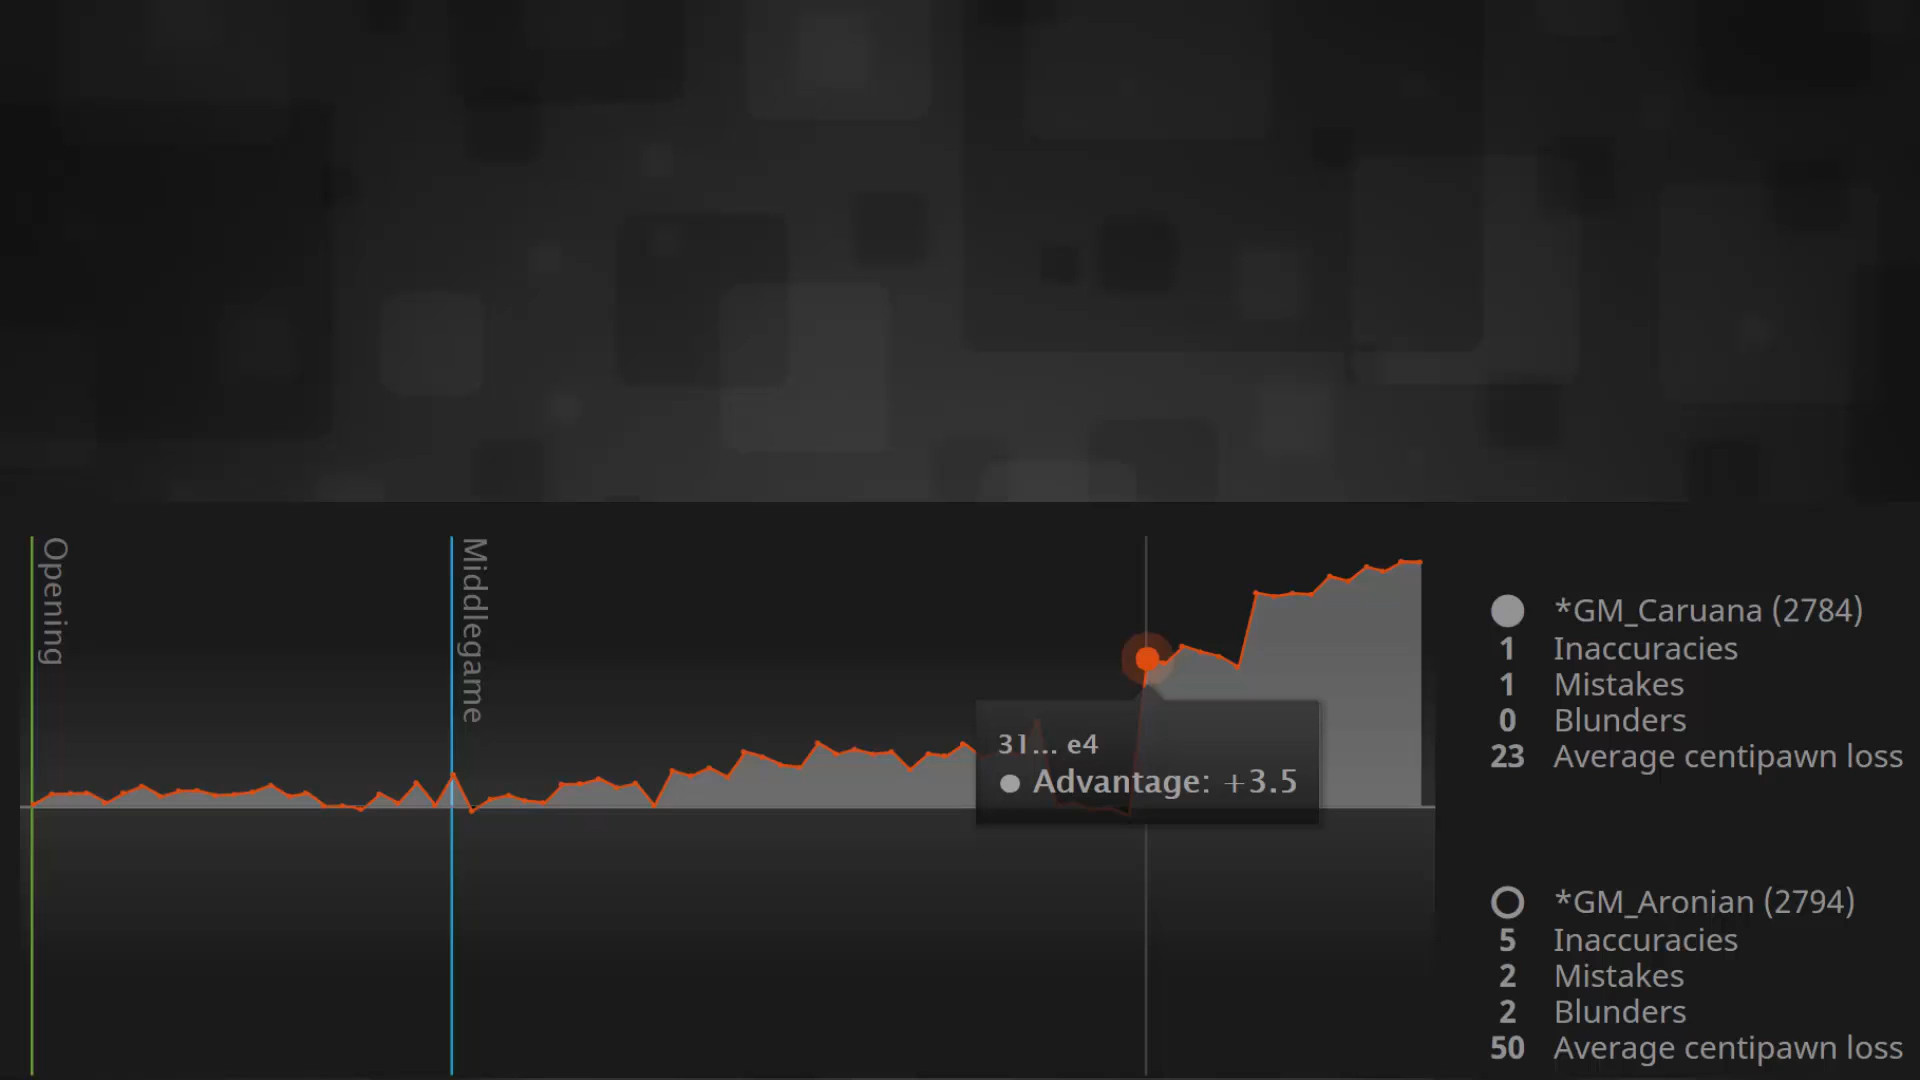 Opening
Middlegame
31... e4
Advantage: +3.5
*GM_Caruana (2784)
1 Inaccuracies
1 Mistakes
0 Blunders
23 Average centipawn loss
*GM_Aronian (2794)
5 Inaccuracies
2 Mistakes
2 Blunders
50 Average centipawn loss